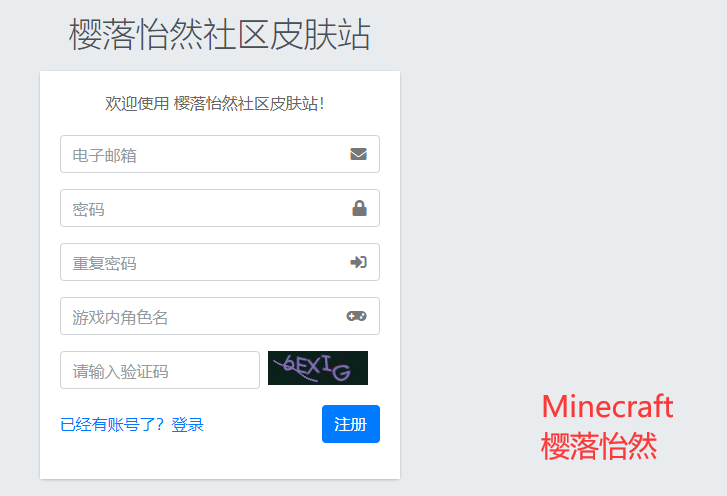 樱落怡然社区皮肤站
欢迎使用 樱落怡然社区皮肤站！
电子邮箱
密码
重复密码
游戏内角色名
请输入验证码
6EXIG
已经有账号了？登录
注册
Minecraft
樱落怡然